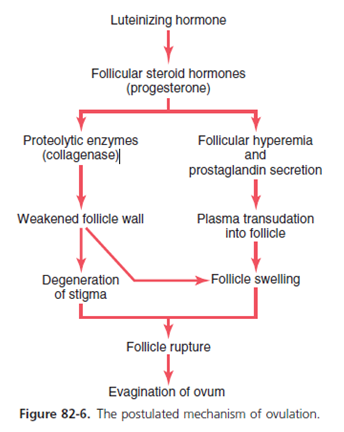 Luteinizing hormone
Follicular steroid hormones
(progesterone)
Proteolytic enzymes
(collagenase)
Follicular hyperemia
and
prostaglandin secretion
Weakened follicle wall
Plasma transudation
into follicle
Degeneration
of stigma
Follicle swelling
Follicle rupture
Evagination of ovum
Figure 82-6. The postulated mechanism of ovulation.